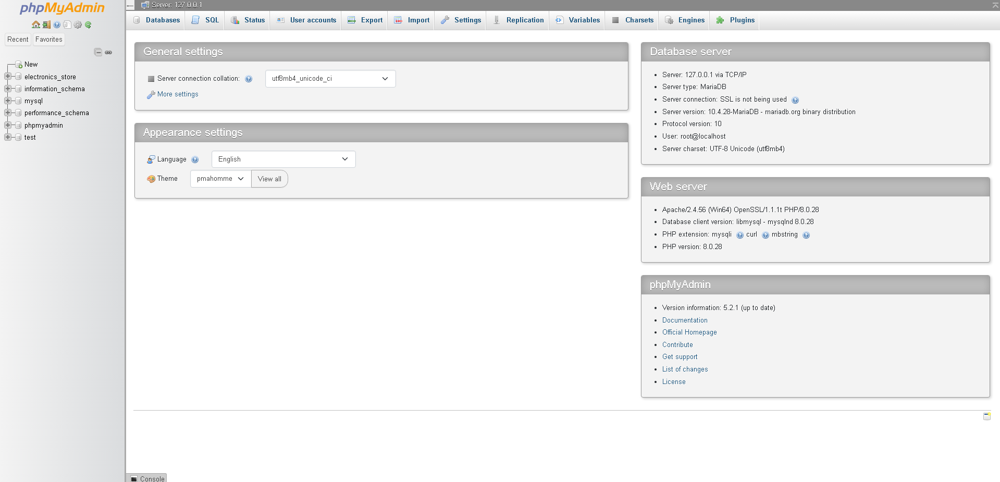 phpMyAdmin
Recent Favorites
New
electronics_store
information_schema
mysql
performance_schema
phpmyadmin
test
Server: 127.0.0.1
Databases SQL Status User accounts Export Import Settings Replication Variables Charsets Engines Plugins
General settings
Server connection collation: utf8mb4_unicode_ci
More settings
Appearance settings
Language English
Theme pmahomme View all
Database server
Server: 127.0.0.1 via TCP/IP
Server type: MariaDB
Server connection: SSL is not being used
Server version: 10.4.28-MariaDB - mariadb.org binary distribution
Protocol version: 10
User: root@localhost
Server charset: UTF-8 Unicode (utf8mb4)
Web server
Apache/2.4.56 (Win64) OpenSSL/1.1.1t PHP/8.0.28
Database client version: libmysql - mysqlnd 8.0.28
PHP extension: mysqli curl mbstring
PHP version: 8.0.28
phpMyAdmin
Version information: 5.2.1 (up to date)
Documentation
Official Homepage
Contribute
Get support
List of changes
License
Console